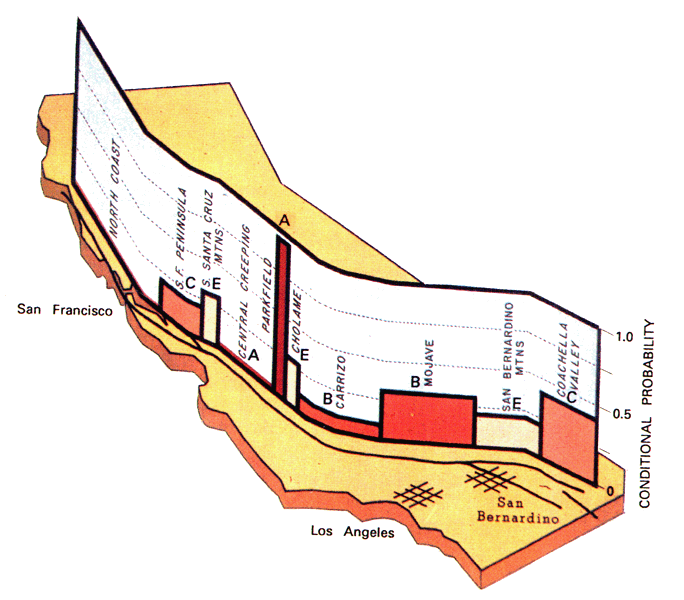 NORTH COAST
S.F. PENINSULA
S. SANTA CRUZ
MTNS.
CENTRAL CREEPING
PARKFIELD
CHOLAME
CARRIZO
MOJAVE
SAN BERNARDINO
MTNS
COACHELLA
VALLEY
A
C
E
A
E
B
B
E
C
1.0
0.5
0
CONDITIONAL PROBABILITY
San Francisco
Los Angeles
San
Bernardino